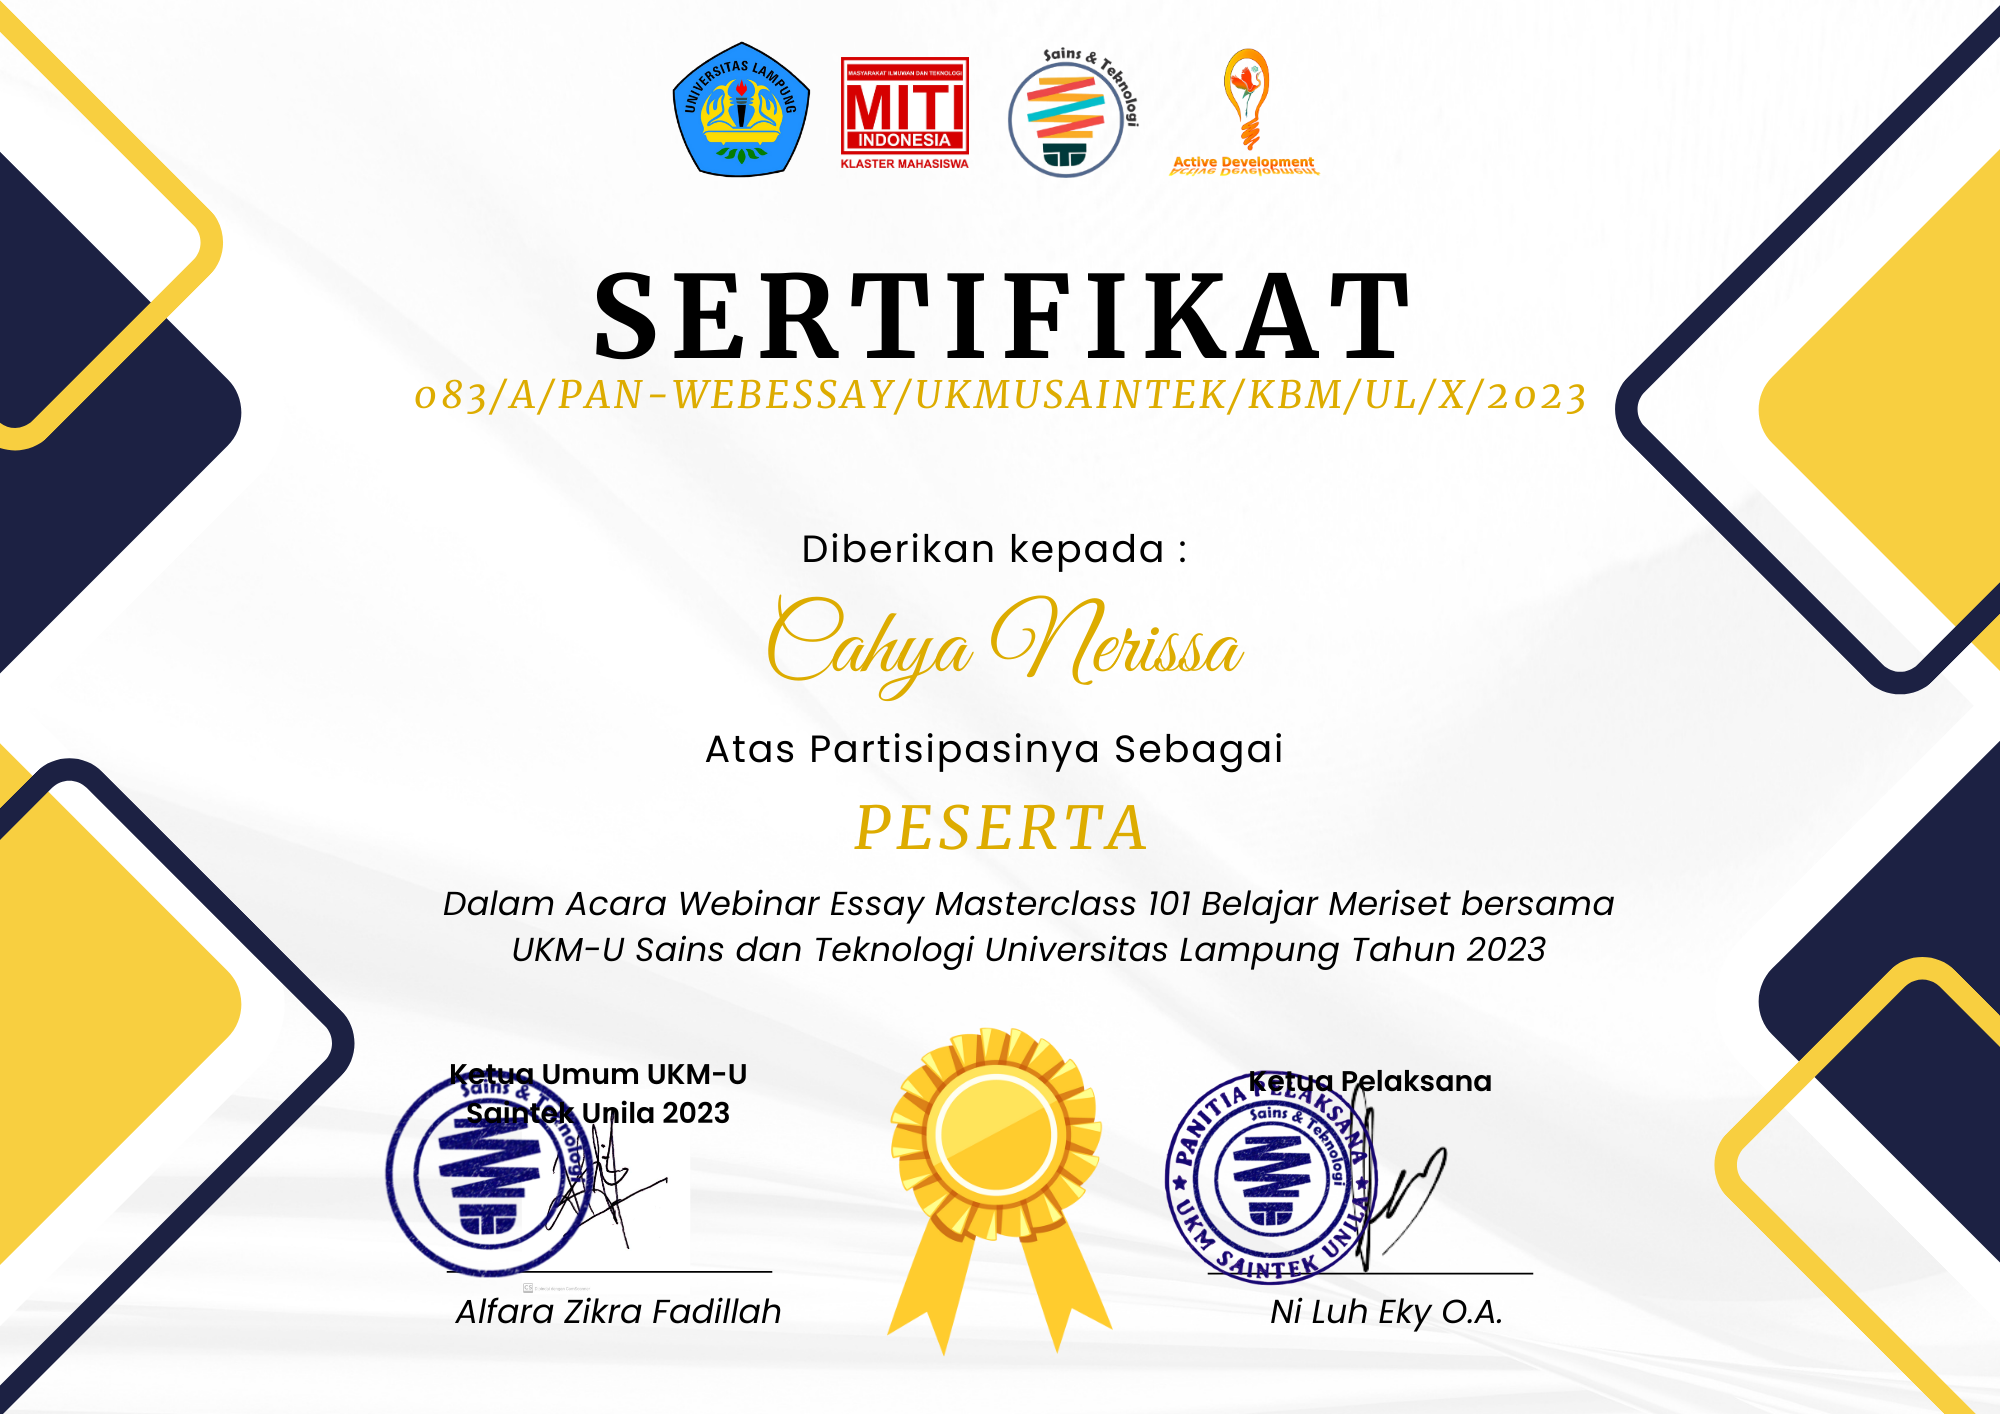 UNIVERSITAS LAMPUNG
MASYARAKAT ILMUWAN DAN TEKNOLOGI
MITI
INDONESIA
KLASTER MAHASISWA
Sains & Teknologi
Active Development
SERTIFIKAT
083/A/PAN-WEBESSAY/UKMUSAINTEK/KBM/UL/X/2023
Diberikan kepada :
Cahya Nerissa
Atas Partisipasinya Sebagai
PESERTA
Dalam Acara Webinar Essay Masterclass 101 Belajar Meriset bersama
UKM-U Sains dan Teknologi Universitas Lampung Tahun 2023
Ketua Umum UKM-U
Saintek Unila 2023
Sains & Teknologi
Alfara Zikra Fadillah
Ketua Pelaksana
PANITIA PELAKSANA
Sains & Teknologi
UKM SAINTEK UNILA
Ni Luh Eky O.A.